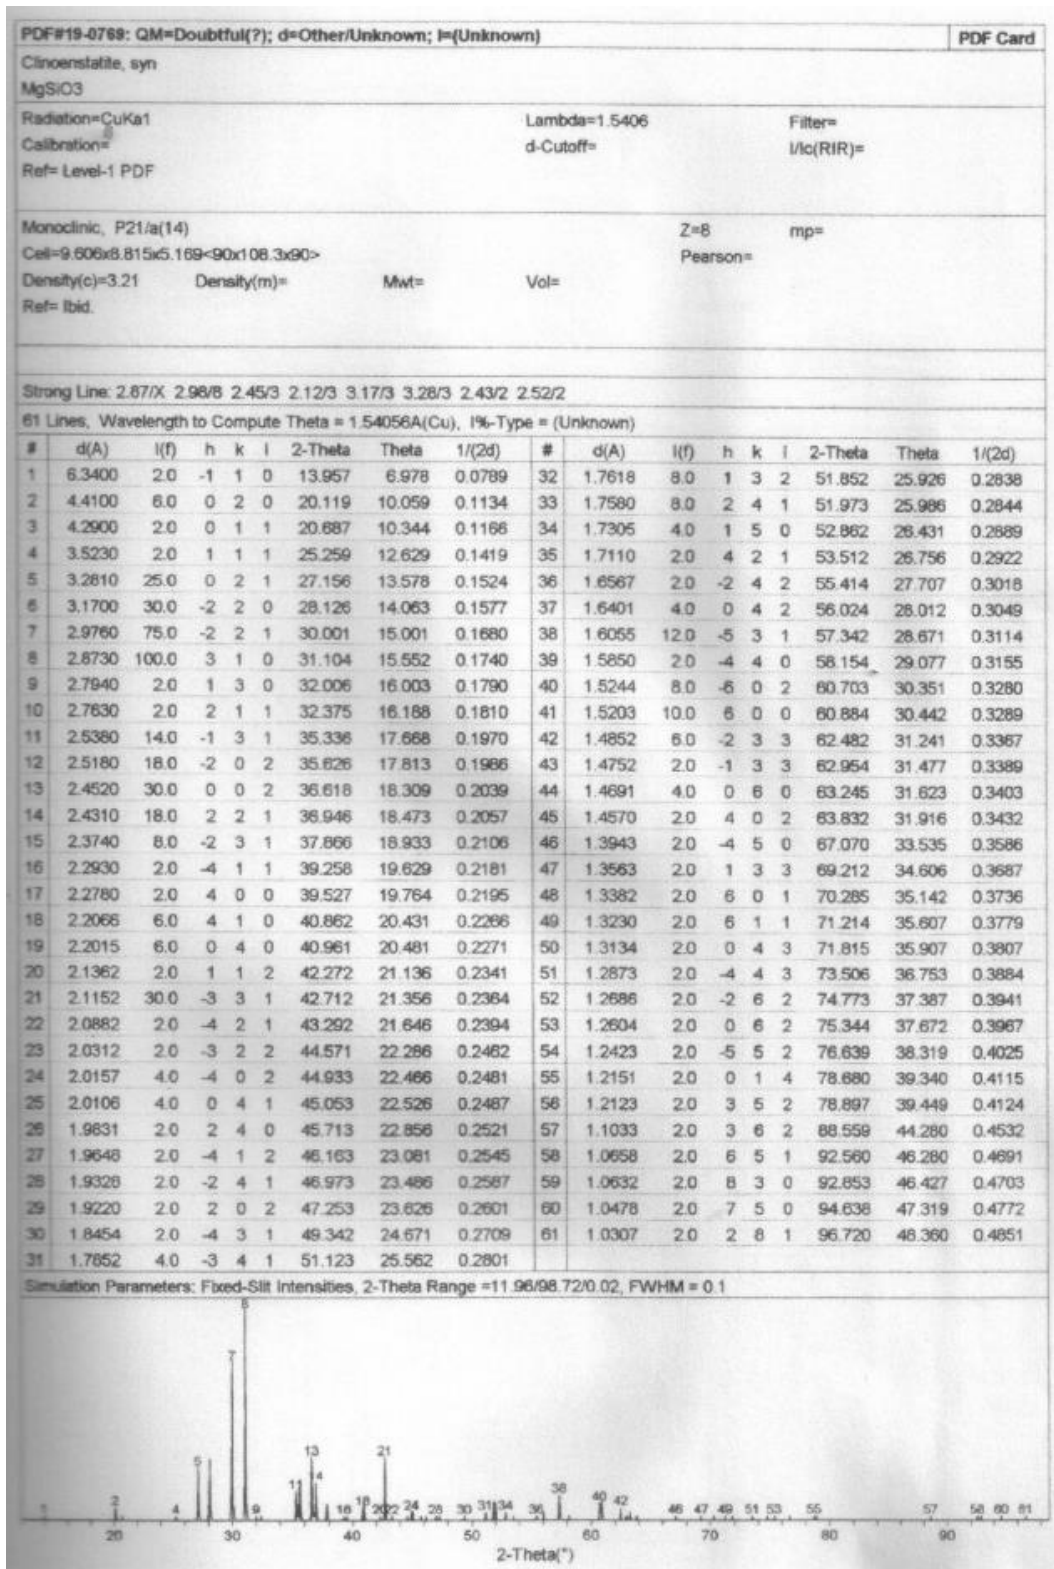 PDF#19-0769: QM=Doubtful(?); d=Other/Unknown; I=(Unknown) PDF Card
Clinoenstatite, syn
MgSiO3
Radiation=CuKa1 Lambda=1.5406 Filter=
Calibration= d-Cutoff= I/Ic(RIR)=
Ref= Level-1 PDF
Monoclinic, P21/a(14) Z=8 mp=
Cell=9.606x8.815x5.169<90x108.3x90> Pearson=
Density(c)=3.21 Density(m)= Mwt= Vol=
Ref= Ibid.
Strong Line: 2.87/X 2.98/8 2.45/3 2.12/3 3.17/3 3.28/3 2.43/2 2.52/2
61 Lines, Wavelength to Compute Theta = 1.54056A(Cu), I%-Type = (Unknown)
# d(A) I(f) h k l 2-Theta Theta 1/(2d) # d(A) I(f) h k l 2-Theta Theta 1/(2d)
1 6.3400 2.0 -1 1 0 13.957 6.978 0.0789 32 1.7618 8.0 1 3 2 51.852 25.926 0.2838
2 4.4100 6.0 0 2 0 20.119 10.059 0.1134 33 1.7580 8.0 2 4 1 51.973 25.986 0.2844
3 4.2900 2.0 0 1 1 20.687 10.344 0.1166 34 1.7305 4.0 1 5 0 52.862 26.431 0.2889
4 3.5230 2.0 1 1 1 25.259 12.629 0.1419 35 1.7110 2.0 4 2 1 53.512 26.756 0.2922
5 3.2810 25.0 0 2 1 27.156 13.578 0.1524 36 1.6567 2.0 -2 4 2 55.414 27.707 0.3018
6 3.1700 30.0 -2 2 0 28.126 14.063 0.1577 37 1.6401 4.0 0 4 2 56.024 28.012 0.3049
7 2.9760 75.0 -2 2 1 30.001 15.001 0.1680 38 1.6055 12.0 -5 3 1 57.342 28.671 0.3114
8 2.8730 100.0 3 1 0 31.104 15.552 0.1740 39 1.5850 2.0 -4 4 0 58.154 29.077 0.3155
9 2.7940 2.0 1 3 0 32.006 16.003 0.1790 40 1.5244 8.0 -6 0 2 60.703 30.351 0.3280
10 2.7630 2.0 2 1 1 32.375 16.188 0.1810 41 1.5203 10.0 6 0 0 60.884 30.442 0.3289
11 2.5380 14.0 -1 3 1 35.336 17.668 0.1970 42 1.4852 6.0 -2 3 3 62.482 31.241 0.3367
12 2.5180 18.0 -2 0 2 35.626 17.813 0.1986 43 1.4752 2.0 -1 3 3 62.954 31.477 0.3389
13 2.4520 30.0 0 0 2 36.618 18.309 0.2039 44 1.4691 4.0 0 6 0 63.245 31.623 0.3403
14 2.4310 18.0 2 2 1 36.946 18.473 0.2057 45 1.4570 2.0 4 0 2 63.832 31.916 0.3432
15 2.3740 8.0 -2 3 1 37.866 18.933 0.2106 46 1.3943 2.0 -4 5 0 67.070 33.535 0.3586
16 2.2930 2.0 -4 1 1 39.258 19.629 0.2181 47 1.3563 2.0 1 3 3 69.212 34.606 0.3687
17 2.2780 2.0 4 0 0 39.527 19.764 0.2195 48 1.3382 2.0 6 0 1 70.285 35.142 0.3736
18 2.2066 6.0 4 1 0 40.862 20.431 0.2266 49 1.3230 2.0 6 1 1 71.214 35.607 0.3779
19 2.2015 6.0 0 4 0 40.961 20.481 0.2271 50 1.3134 2.0 0 4 3 71.815 35.907 0.3807
20 2.1362 2.0 1 1 2 42.272 21.136 0.2341 51 1.2873 2.0 -4 4 3 73.506 36.753 0.3884
21 2.1152 30.0 -3 3 1 42.712 21.356 0.2364 52 1.2686 2.0 -2 6 2 74.773 37.387 0.3941
22 2.0882 2.0 -4 2 1 43.292 21.646 0.2394 53 1.2604 2.0 0 6 2 75.344 37.672 0.3967
23 2.0312 2.0 -3 2 2 44.571 22.286 0.2462 54 1.2423 2.0 -5 5 2 76.639 38.319 0.4025
24 2.0157 4.0 -4 0 2 44.933 22.466 0.2481 55 1.2151 2.0 0 1 4 78.680 39.340 0.4115
25 2.0106 4.0 0 4 1 45.053 22.526 0.2487 56 1.2123 2.0 3 5 2 78.897 39.449 0.4124
26 1.9831 2.0 2 4 0 45.713 22.856 0.2521 57 1.1033 2.0 3 6 2 88.559 44.280 0.4532
27 1.9648 2.0 -4 1 2 46.163 23.081 0.2545 58 1.0658 2.0 6 5 1 92.560 46.280 0.4691
28 1.9328 2.0 -2 4 1 46.973 23.486 0.2587 59 1.0632 2.0 8 3 0 92.853 46.427 0.4703
29 1.9220 2.0 2 0 2 47.253 23.626 0.2601 60 1.0478 2.0 7 5 0 94.638 47.319 0.4772
30 1.8454 2.0 -4 3 1 49.342 24.671 0.2709 61 1.0307 2.0 2 8 1 96.720 48.360 0.4851
31 1.7852 4.0 -3 4 1 51.123 25.562 0.2801
Simulation Parameters: Fixed-Slit Intensities, 2-Theta Range =11.96/98.72/0.02, FWHM = 0.1
8
7
13 21
5
11 4
38
2 4 9 16 18 24 28 30 31 34 36 40 42 46 47 49 51 53 55 57 58 60 61
20 30 40 50 60 70 80 90
2-Theta(°)